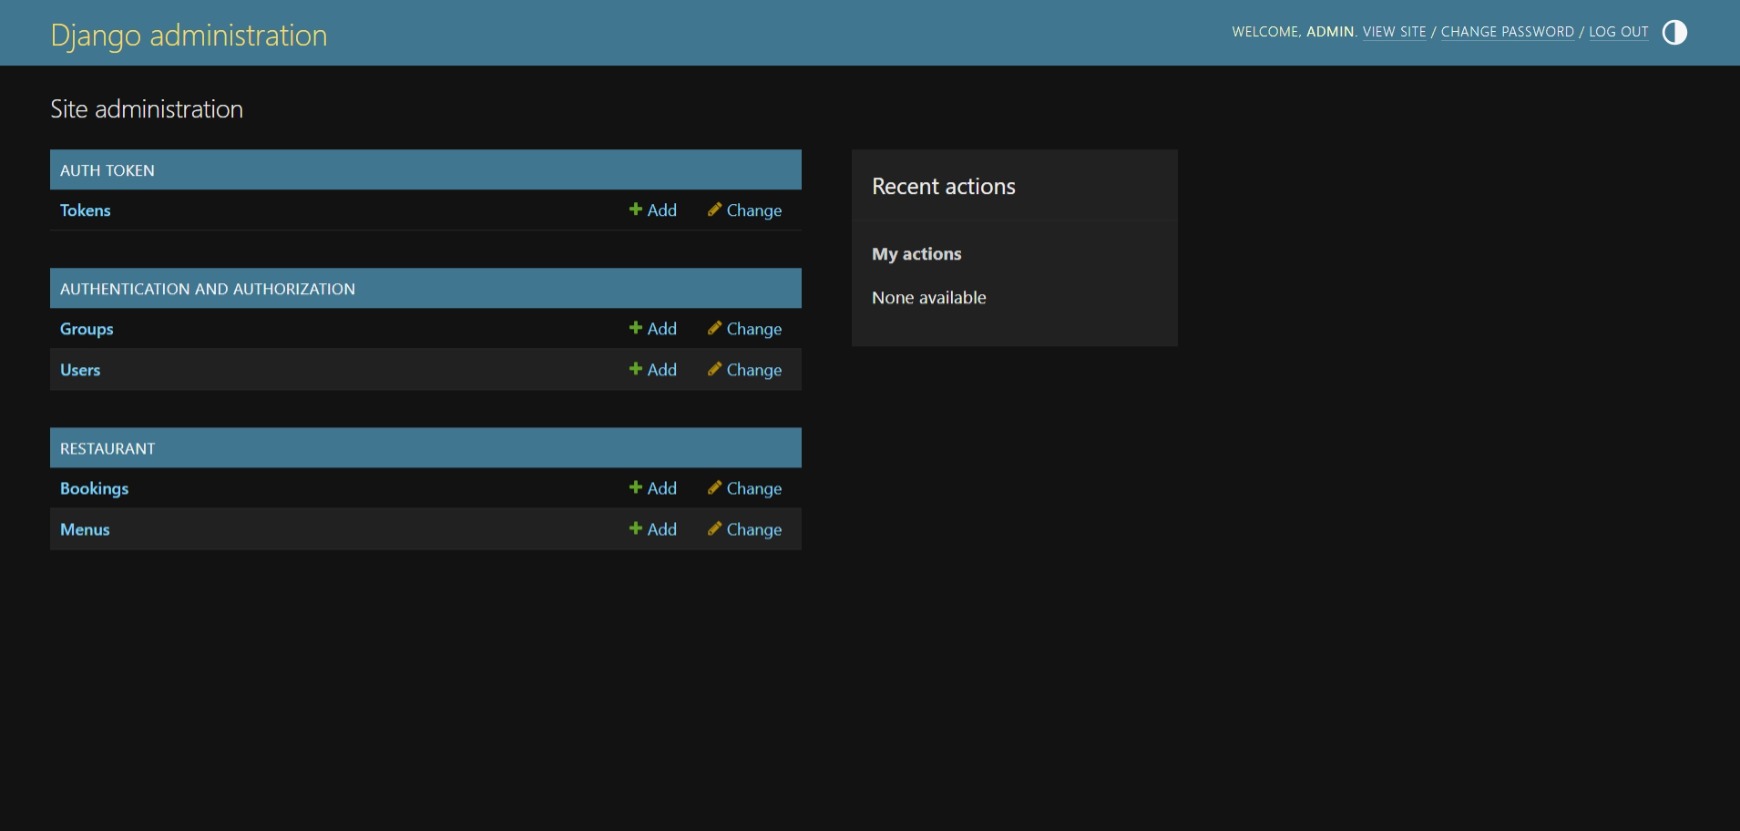 Django administration
WELCOME, ADMIN. VIEW SITE / CHANGE PASSWORD / LOG OUT
Site administration
AUTH TOKEN
Tokens Add Change
AUTHENTICATION AND AUTHORIZATION
Groups Add Change
Users Add Change
RESTAURANT
Bookings Add Change
Menus Add Change
Recent actions
My actions
None available